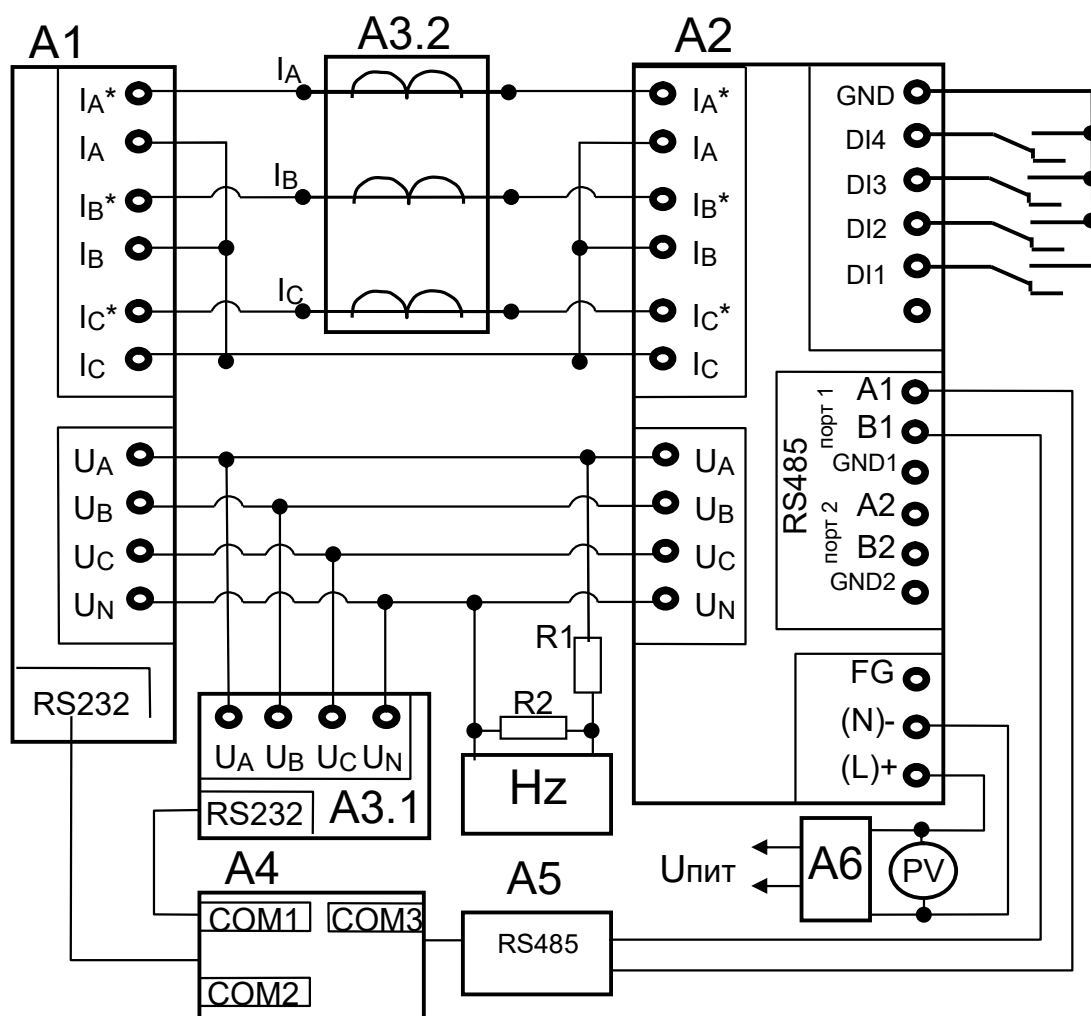 A1
A3.2
A2
IA*
IA
IB*
IB
IC*
IC
IA
IB
IC
IA*
IA
IB*
IB
IC*
IC
GND
DI4
DI3
DI2
DI1
UA
UB
UC
UN
UA
UB
UC
UN
RS485
порт 1
порт 2
A1
B1
GND1
A2
B2
GND2
R1
R2
Hz
FG
(N)-
(L)+
RS232
UA UB UC UN
RS232
A3.1
A4
COM1
COM3
COM2
A5
RS485
Uпит
A6
PV